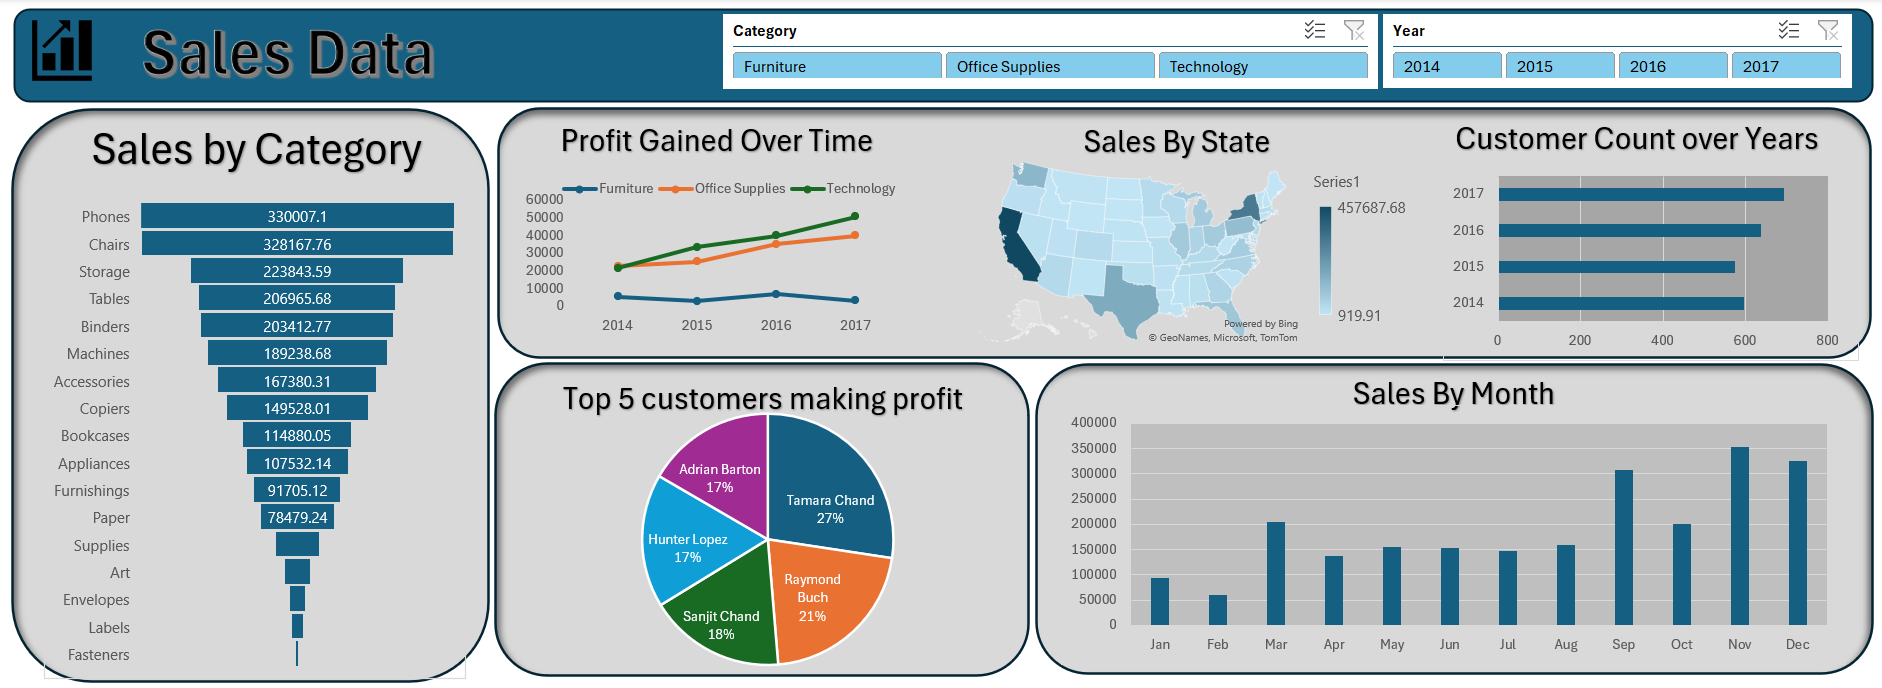 Sales Data
Category
Furniture
Office Supplies
Technology
Year
2014
2015
2016
2017
Sales by Category
Phones 330007.1
Chairs 328167.76
Storage 223843.59
Tables 206965.68
Binders 203412.77
Machines 189238.68
Accessories 167380.31
Copiers 149528.01
Bookcases 114880.05
Appliances 107532.14
Furnishings 91705.12
Paper 78479.24
Supplies
Art
Envelopes
Labels
Fasteners
Profit Gained Over Time
Furniture Office Supplies Technology
60000
50000
40000
30000
20000
10000
0
2014 2015 2016 2017
Sales By State
Series1
457687.68
919.91
Powered by Bing
© GeoNames, Microsoft, TomTom
Customer Count over Years
2017
2016
2015
2014
0 200 400 600 800
Top 5 customers making profit
Adrian Barton
17%
Tamara Chand
27%
Hunter Lopez
17%
Raymond
Buch
21%
Sanjit Chand
18%
Sales By Month
400000
350000
300000
250000
200000
150000
100000
50000
0
Jan Feb Mar Apr May Jun Jul Aug Sep Oct Nov Dec